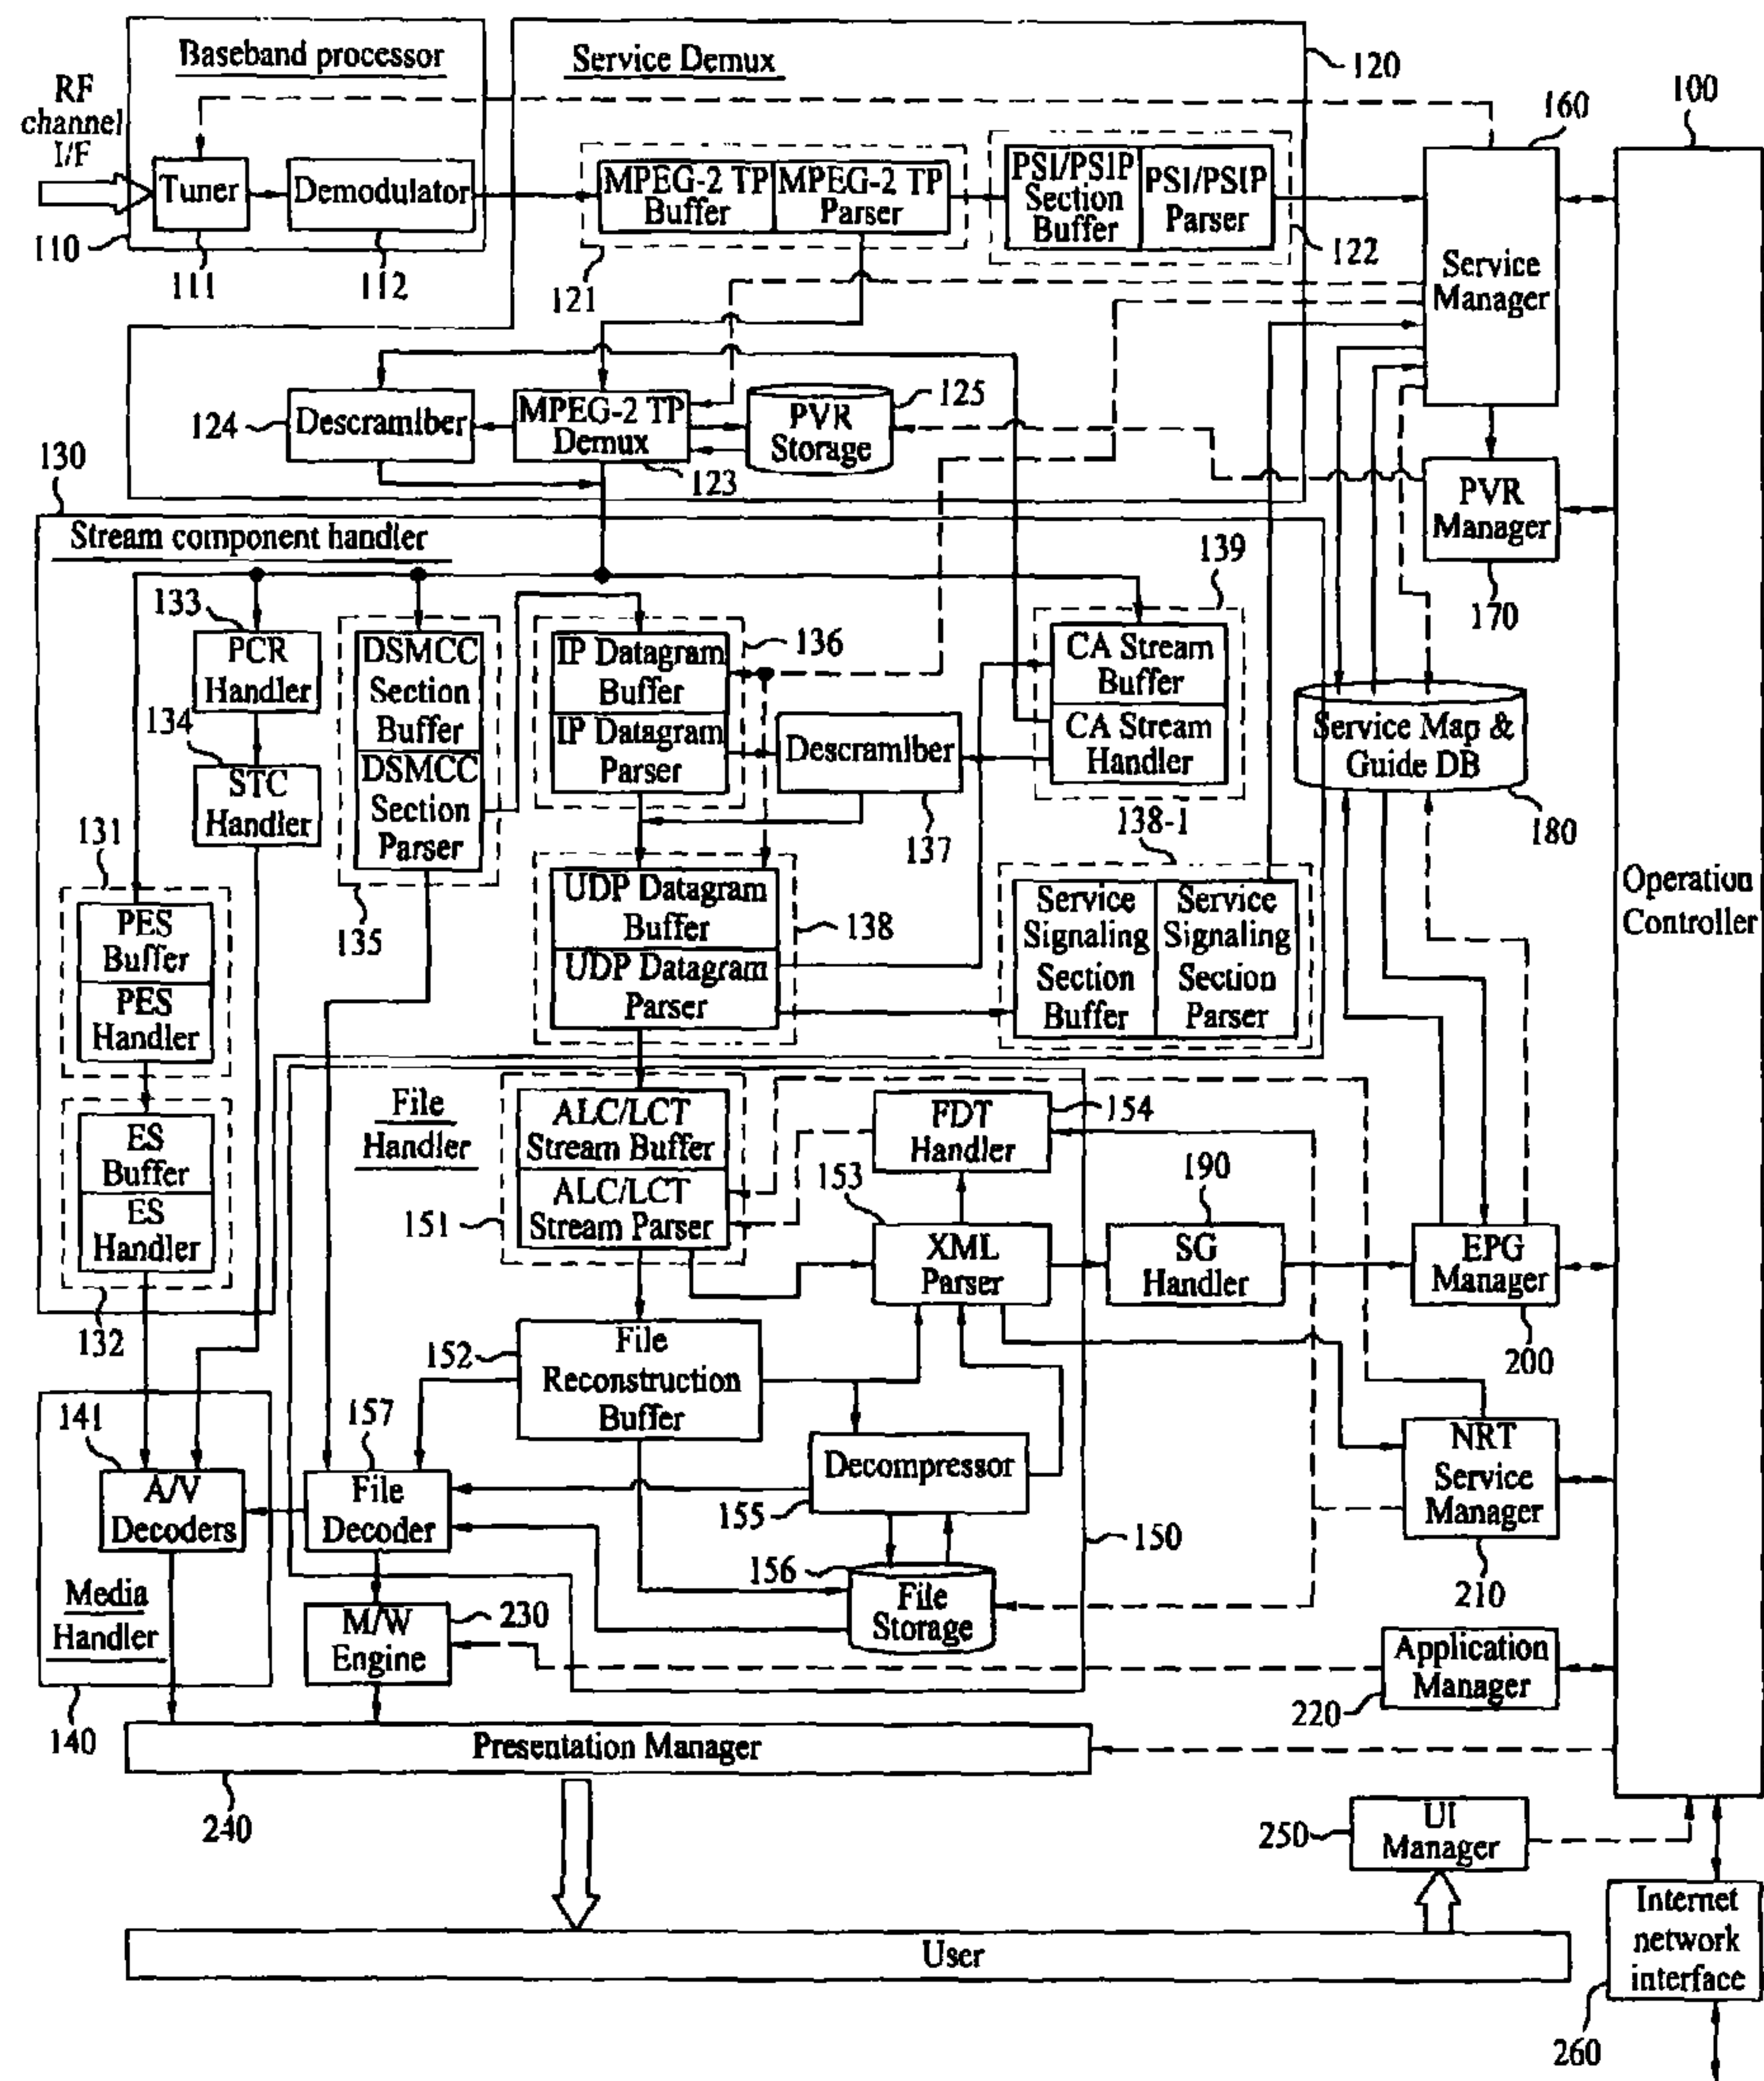 Baseband processor
Service Demux
120
RF
channel
I/F
160
100
Tuner
Demodulator
MPEG-2 TP
Buffer
MPEG-2 TP
Parser
PSI/PSIP
Section
Buffer
PSI/PSIP
Parser
110
111
112
121
122
Service
Manager
124
Descramlber
MPEG-2 TP
Demux
123
PVR
Storage
125
130
PVR
Manager
170
Stream component handler
139
133
PCR
Handler
134
STC
Handler
DSMCC
Section
Buffer
DSMCC
Section
Parser
135
IP Datagram
Buffer
IP Datagram
Parser
136
Descramlber
137
CA Stream
Buffer
CA Stream
Handler
Service Map &
Guide DB
180
138-1
131
PES
Buffer
PES
Handler
UDP Datagram
Buffer
UDP Datagram
Parser
138
Service
Signaling
Section
Buffer
Service
Signaling
Section
Parser
Operation
Controller
ES
Buffer
ES
Handler
132
File
Handler
ALC/LCT
Stream Buffer
ALC/LCT
Stream Parser
151
FDT
Handler
154
153
XML
Parser
190
SG
Handler
EPG
Manager
200
152
File
Reconstruction
Buffer
141
A/V
Decoders
157
File
Decoder
Decompressor
155
150
NRT
Service
Manager
210
156
File
Storage
Media
Handler
140
M/W
Engine
230
Application
Manager
220
Presentation Manager
240
250
UI
Manager
User
Internet
network
interface
260